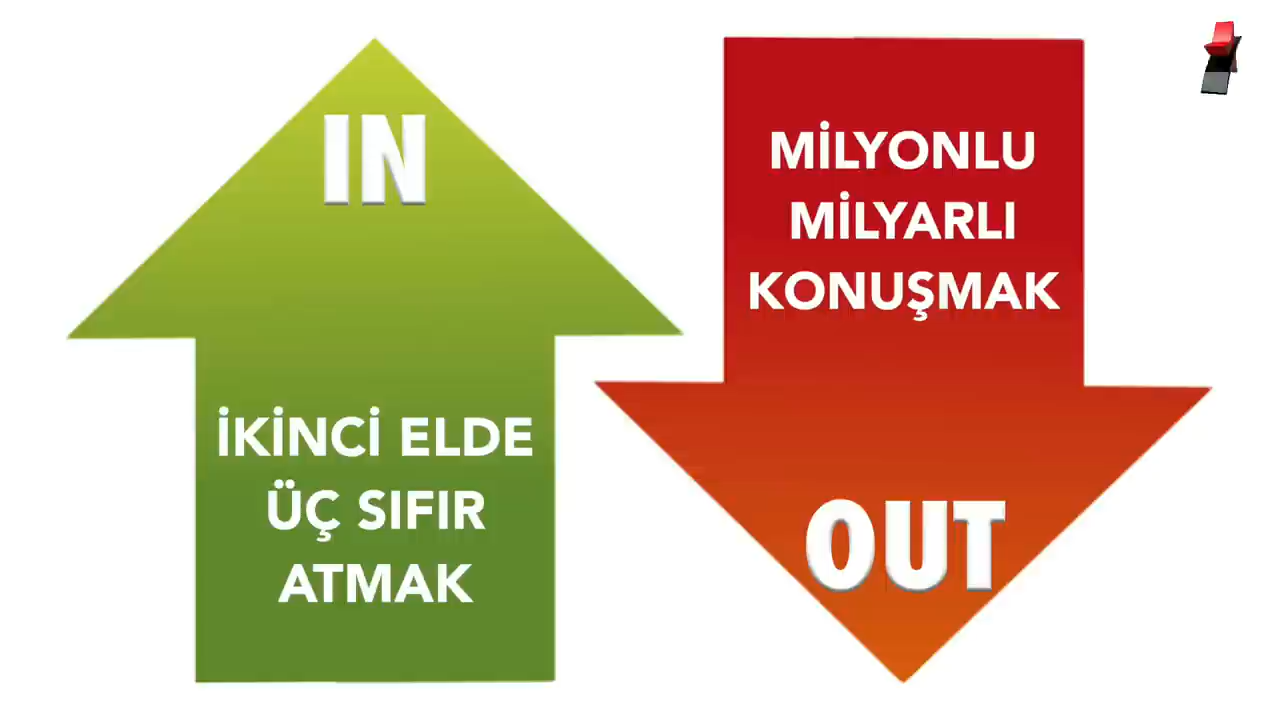 IN
İKİNCİ ELDE
ÜÇ SIFIR
ATMAK
MİLYONLU
MİLYARLI
KONUŞMAK
OUT